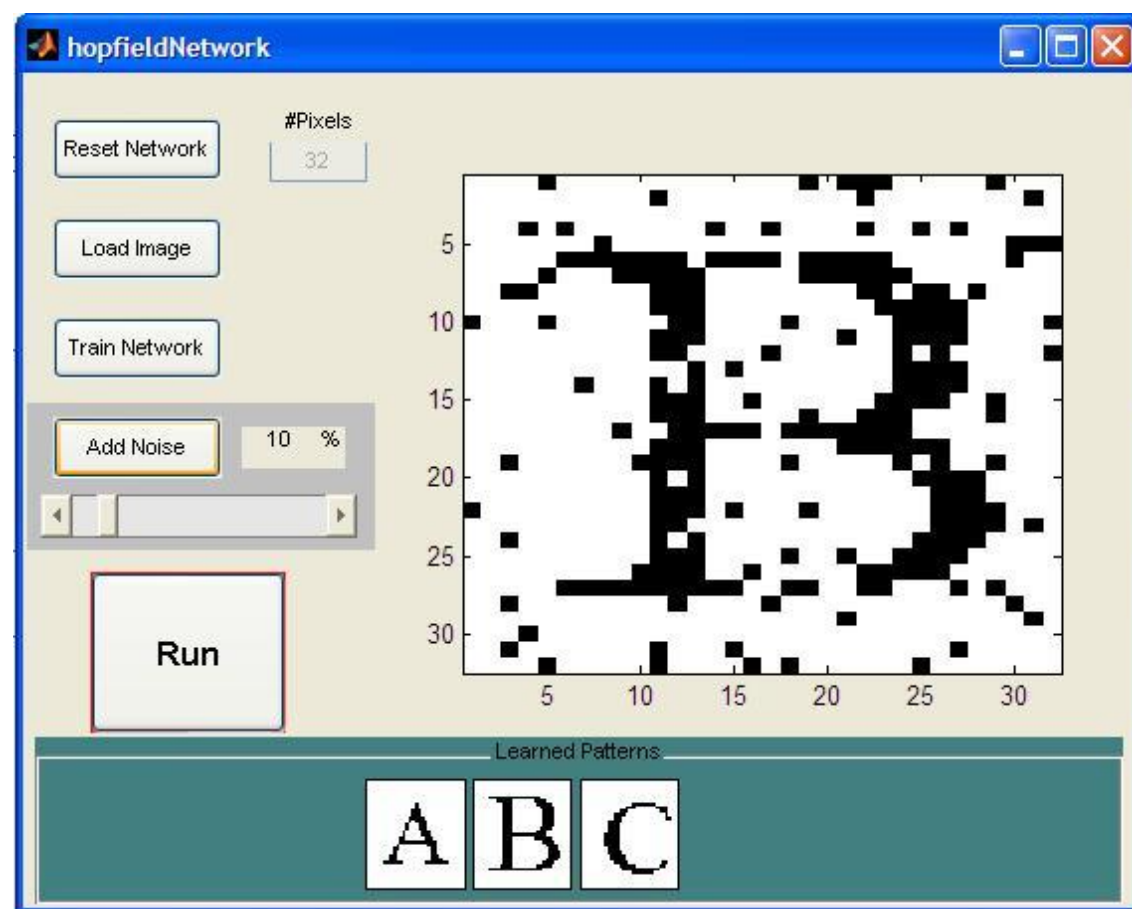 hopfieldNetwork
#Pixels
Reset Network
32
Load Image
Train Network
Add Noise
10 %
Run
5
10
15
20
25
30
5 10 15 20 25 30
Learned Patterns
A B C